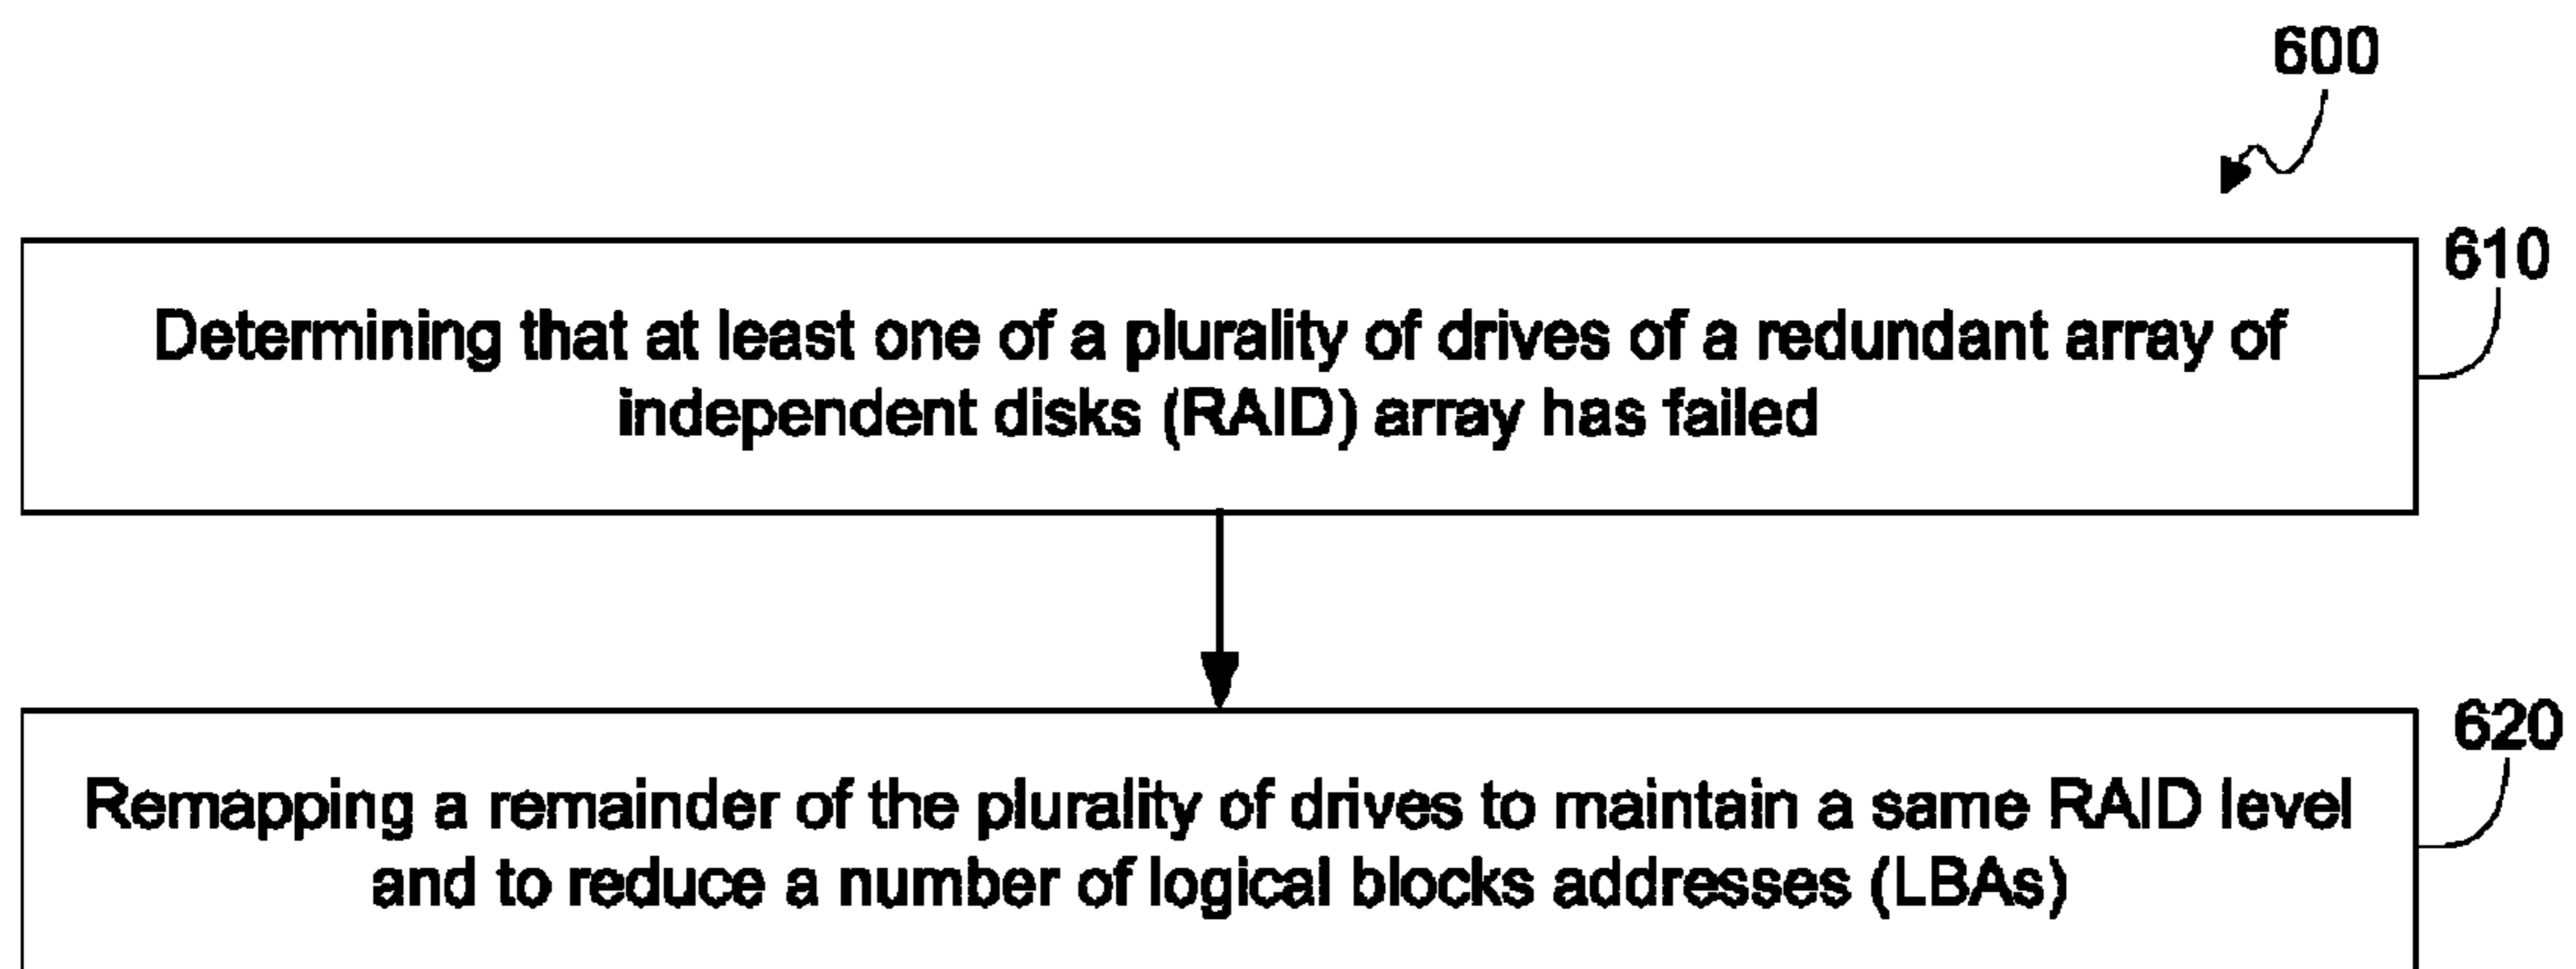 600
610
Determining that at least one of a plurality of drives of a redundant array of
independent disks (RAID) array has failed
620
Remapping a remainder of the plurality of drives to maintain a same RAID level
and to reduce a number of logical blocks addresses (LBAs)